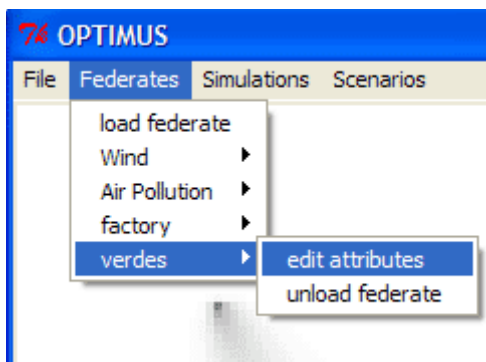 OPTIMUS
File Federates Simulations Scenarios
load federate
Wind
Air Pollution
factory
verdes edit attributes
unload federate